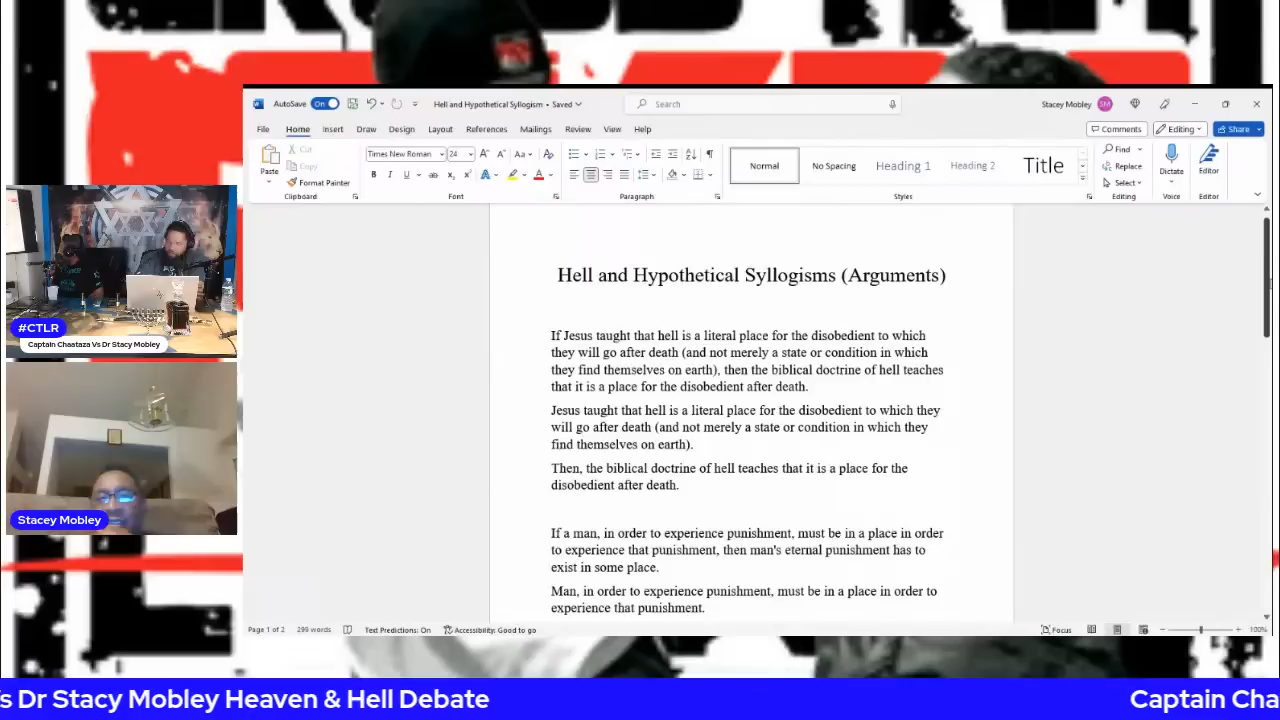 AutoSave On Hell and Hypothetical Syllogism • Saved Search Stacey Mobley SM
File Home Insert Draw Design Layout References Mailings Review View Help Comments Editing Share
Paste Cut Copy Format Painter
Clipboard
Times New Roman 24
Font
Paragraph
Normal No Spacing Heading 1 Heading 2 Title
Styles
Find Replace Select
Editing
Dictate
Voice
Editor
Editor
Hell and Hypothetical Syllogisms (Arguments)
If Jesus taught that hell is a literal place for the disobedient to which
they will go after death (and not merely a state or condition in which
they find themselves on earth), then the biblical doctrine of hell teaches
that it is a place for the disobedient after death.
Jesus taught that hell is a literal place for the disobedient to which they
will go after death (and not merely a state or condition in which they
find themselves on earth).
Then, the biblical doctrine of hell teaches that it is a place for the
disobedient after death.
If a man, in order to experience punishment, must be in a place in order
to experience that punishment, then man's eternal punishment has to
exist in some place.
Man, in order to experience punishment, must be in a place in order to
experience that punishment.
Page 1 of 2 299 words Text Predictions: On Accessibility: Good to go Focus 100%
#CTLR
Captain Chaataza Vs Dr Stacy Mobley
Stacey Mobley
's Dr Stacy Mobley Heaven & Hell Debate
Captain Cha